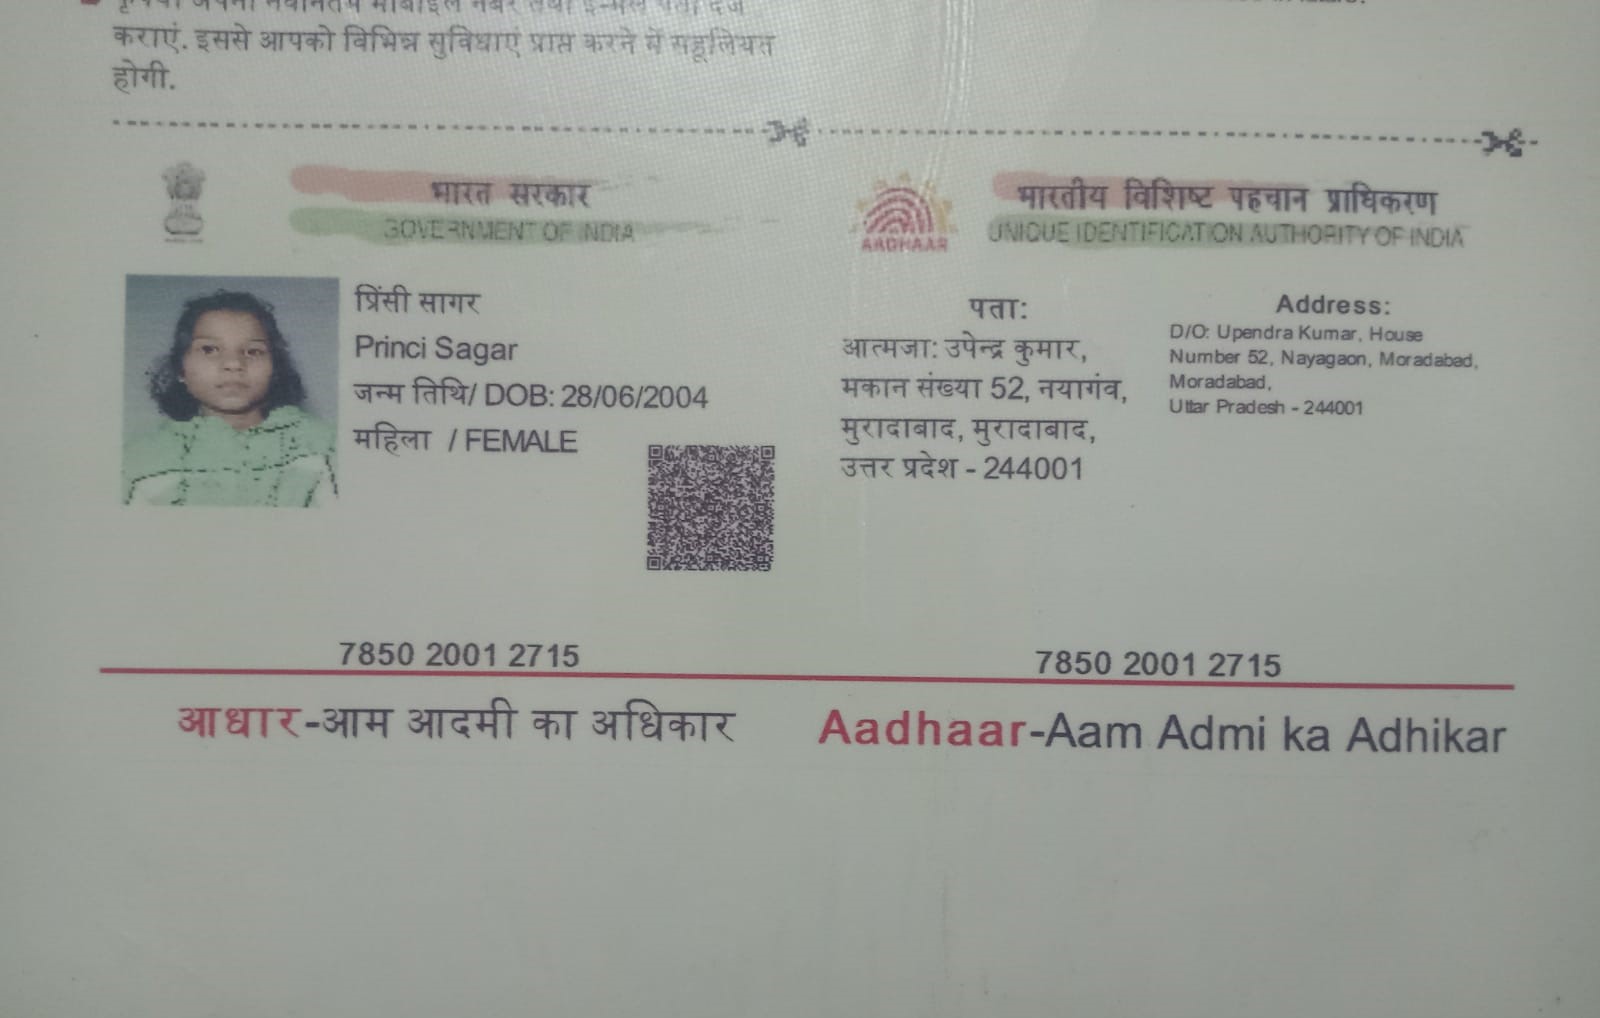 कराएं. इससे आपको विभिन्न सुविधाएं प्राप्त करने में सहूलियत
होगी.
भारत सरकार
GOVERNMENT OF INDIA
प्रिंसी सागर
Princi Sagar
जन्म तिथि/ DOB: 28/06/2004
महिला / FEMALE
7850 2001 2715
आधार-आम आदमी का अधिकार
भारतीय विशिष्ट पहचान प्राधिकरण
UNIQUE IDENTIFICATION AUTHORITY OF INDIA
AADHAAR
पता:
आत्मजा: उपेन्द्र कुमार,
मकान संख्या 52, नयागंव,
मुरादाबाद, मुरादाबाद,
उत्तर प्रदेश - 244001
Address:
D/O: Upendra Kumar, House
Number 52, Nayagaon, Moradabad,
Moradabad,
Uttar Pradesh - 244001
7850 2001 2715
Aadhaar-Aam Admi ka Adhikar